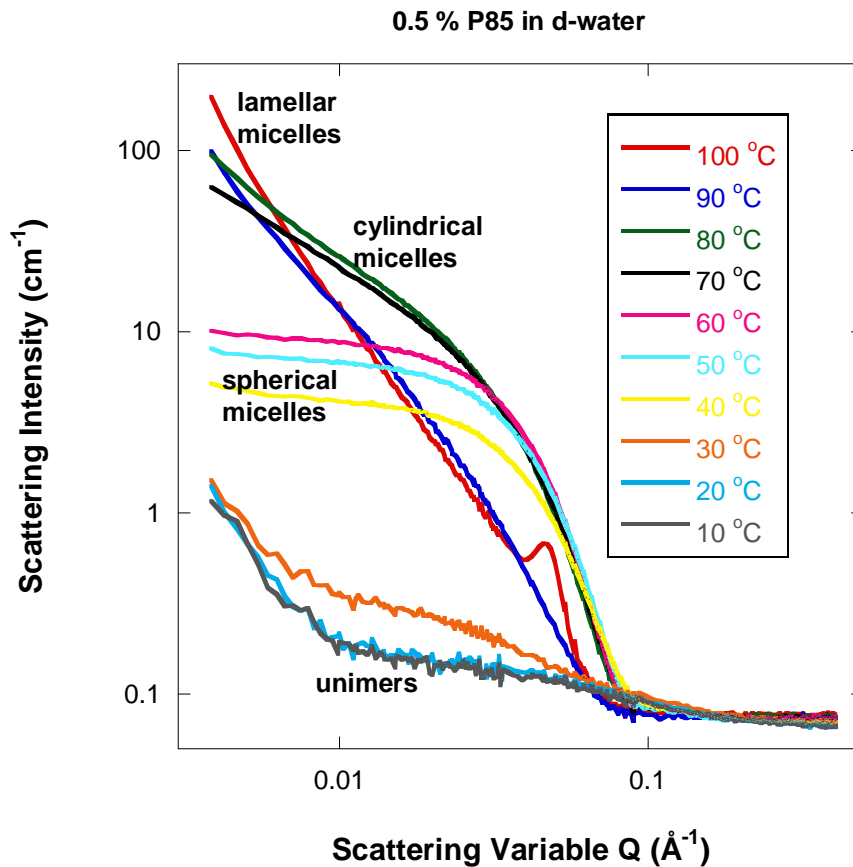 0.5 % P85 in d-water
lamellar
micelles
100
cylindrical
micelles
10
spherical
micelles
1
unimers
0.1
0.01
0.1
100 °C
90 °C
80 °C
70 °C
60 °C
50 °C
40 °C
30 °C
20 °C
10 °C
Scattering Intensity (cm⁻¹)
Scattering Variable Q (Å⁻¹)